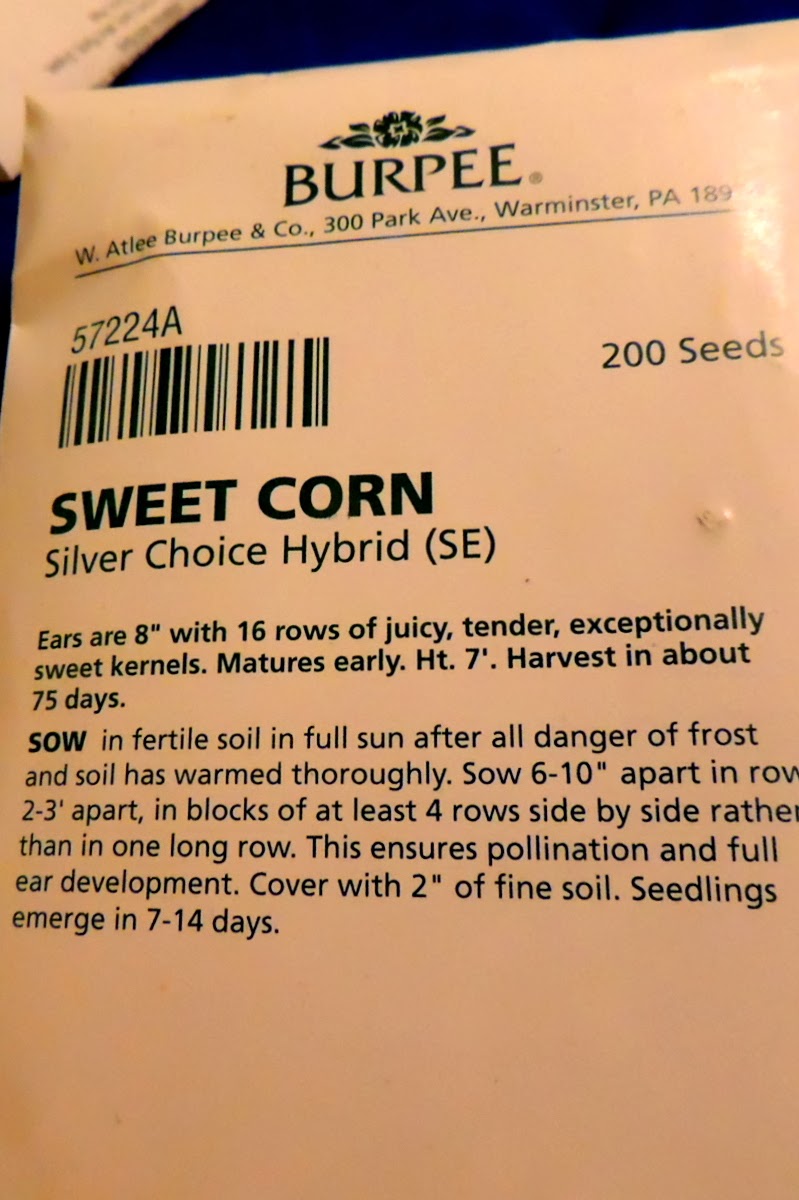 BURPEE®
W. Atlee Burpee & Co., 300 Park Ave., Warminster, PA 189
57224A
200 Seeds
SWEET CORN
Silver Choice Hybrid (SE)
Ears are 8" with 16 rows of juicy, tender, exceptionally
sweet kernels. Matures early. Ht. 7'. Harvest in about
75 days.
SOW in fertile soil in full sun after all danger of frost
and soil has warmed thoroughly. Sow 6-10" apart in row
2-3' apart, in blocks of at least 4 rows side by side rather
than in one long row. This ensures pollination and full
ear development. Cover with 2" of fine soil. Seedlings
emerge in 7-14 days.